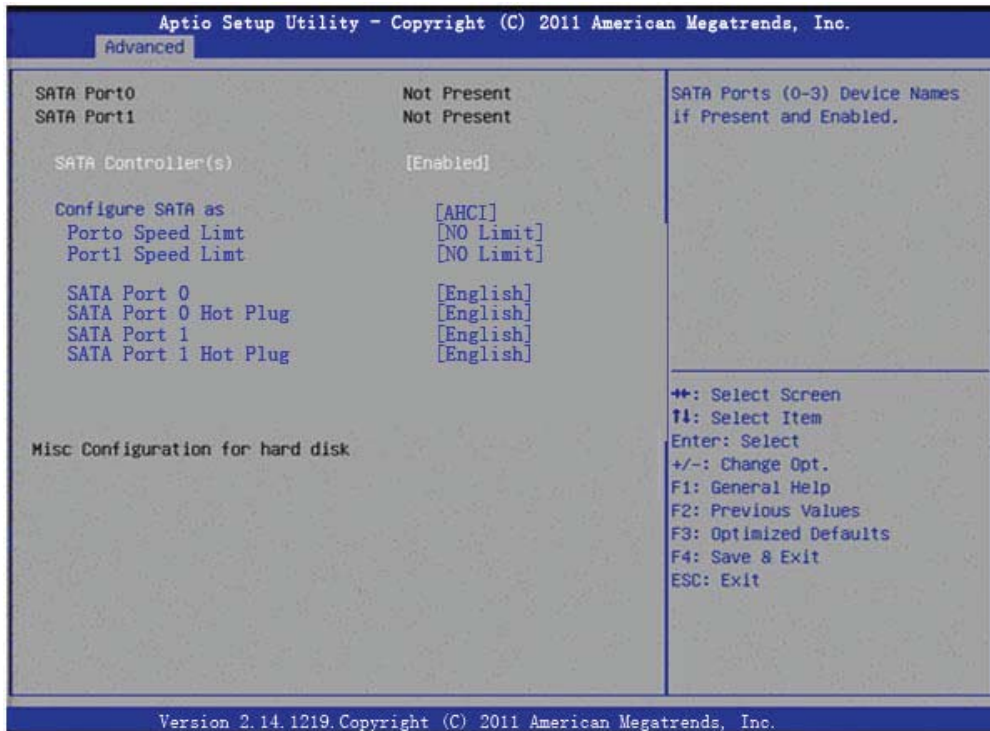 Aptio Setup Utility - Copyright (C) 2011 American Megatrends, Inc.
Advanced
SATA Port0 Not Present
SATA Port1 Not Present
SATA Controller(s) [Enabled]
Configure SATA as [AHCI]
Porto Speed Limt [NO Limit]
Port1 Speed Limt [NO Limit]
SATA Port 0 [English]
SATA Port 0 Hot Plug [English]
SATA Port 1 [English]
SATA Port 1 Hot Plug [English]
Misc Configuration for hard disk
SATA Ports (0-3) Device Names
if Present and Enabled.
→←: Select Screen
↑↓: Select Item
Enter: Select
+/-: Change Opt.
F1: General Help
F2: Previous Values
F3: Optimized Defaults
F4: Save & Exit
ESC: Exit
Version 2.14.1219.Copyright (C) 2011 American Megatrends, Inc.